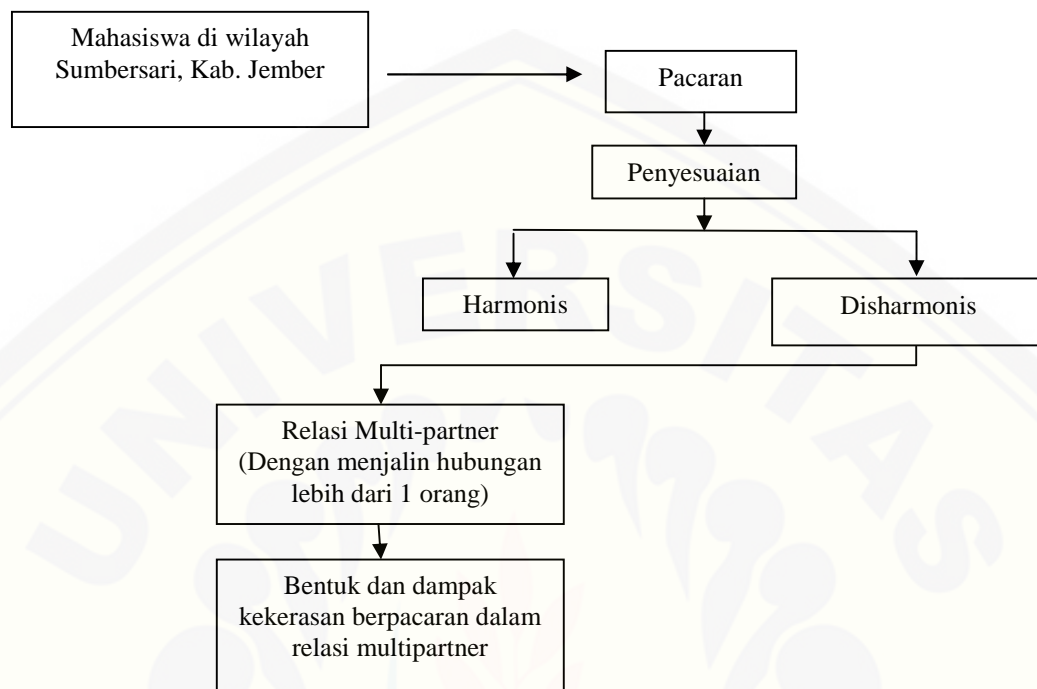 Mahasiswa di wilayah
Sumbersari, Kab. Jember
Pacaran
Penyesuaian
Harmonis
Disharmonis
Relasi Multi-partner
(Dengan menjalin hubungan
lebih dari 1 orang)
Bentuk dan dampak
kekerasan berpacaran dalam
relasi multipartner
UNIVERSITAS